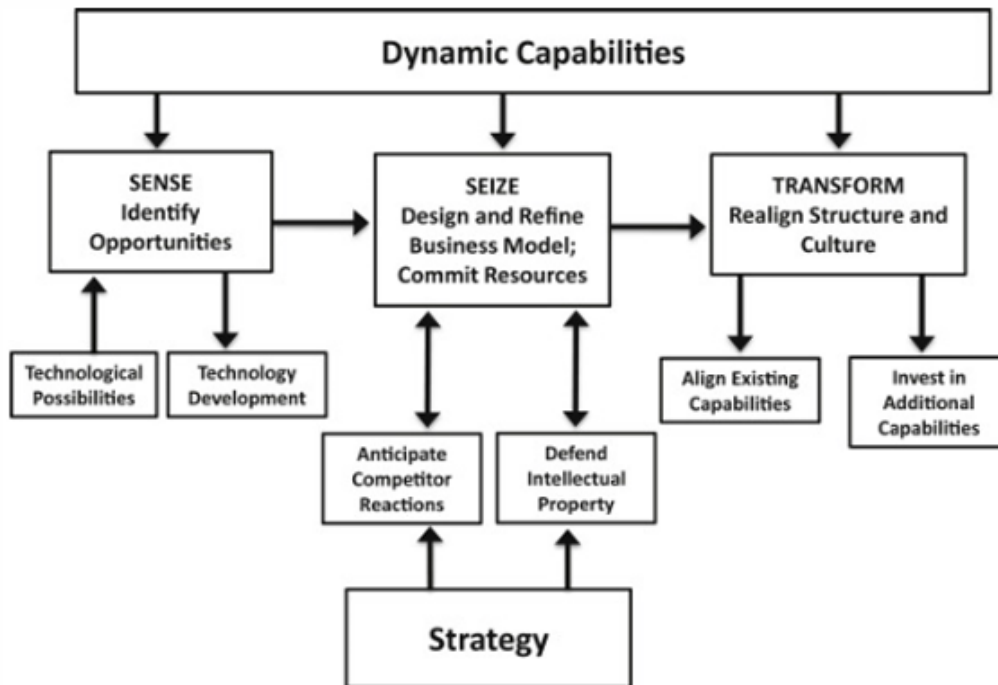 Dynamic Capabilities
SENSE
Identify
Opportunities
SEIZE
Design and Refine
Business Model;
Commit Resources
TRANSFORM
Realign Structure and
Culture
Technological
Possibilities
Technology
Development
Align Existing
Capabilities
Invest in
Additional
Capabilities
Anticipate
Competitor
Reactions
Defend
Intellectual
Property
Strategy